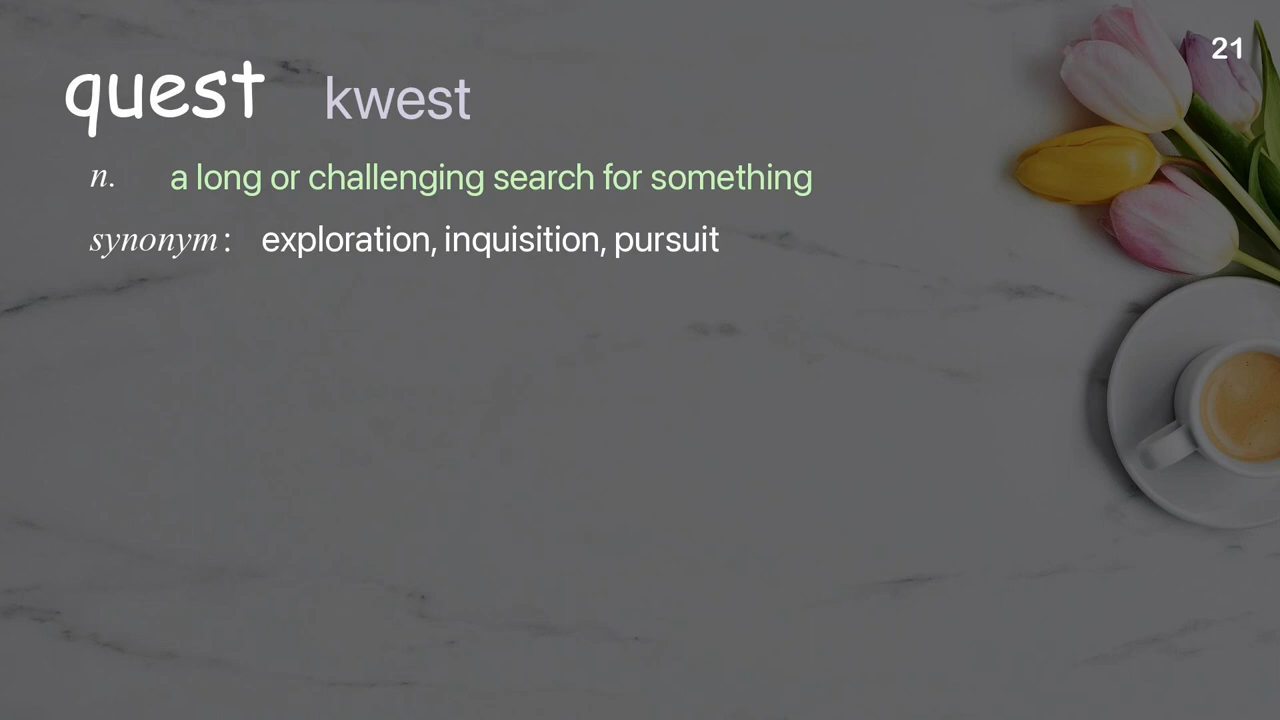 21
quest kwest
n. a long or challenging search for something
synonym : exploration, inquisition, pursuit